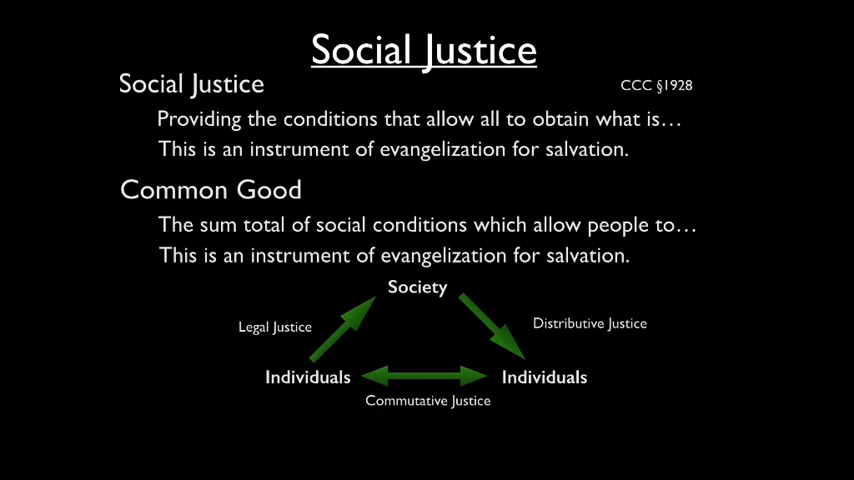 Social Justice
Social Justice CCC §1928
Providing the conditions that allow all to obtain what is…
This is an instrument of evangelization for salvation.
Common Good
The sum total of social conditions which allow people to…
This is an instrument of evangelization for salvation.
Society
Legal Justice Distributive Justice
Individuals Individuals
Commutative Justice